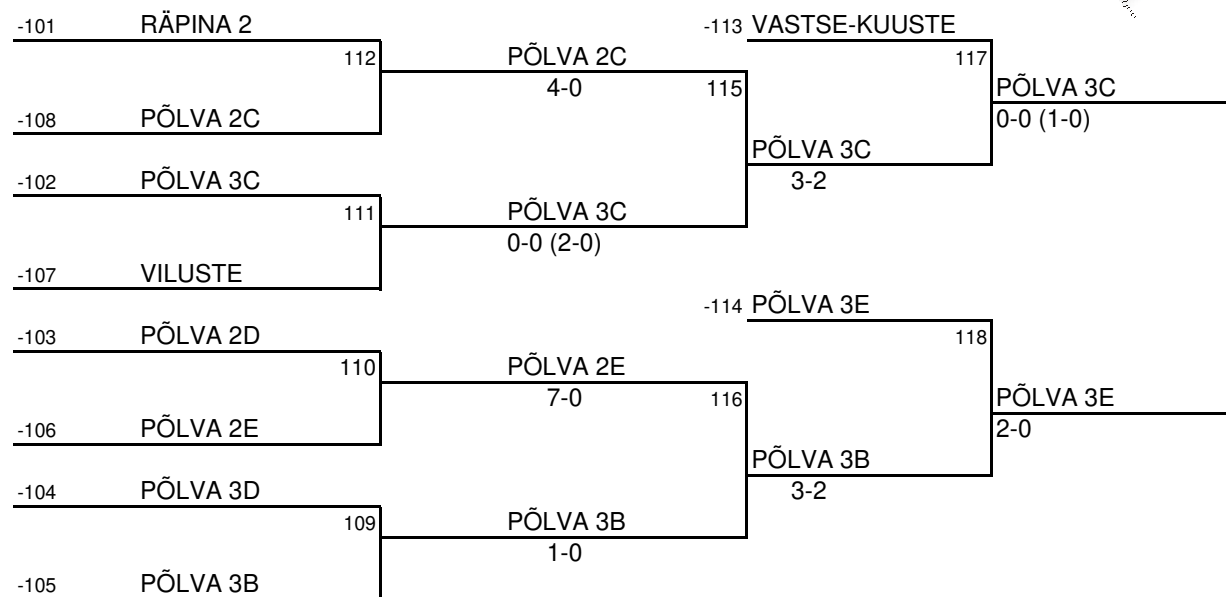 -101 RÄPINA 2 -113 VASTSE-KUUSTE
112 PÕLVA 2C 117
4-0 115 PÕLVA 3C
-108 PÕLVA 2C 0-0 (1-0)
PÕLVA 3C
-102 PÕLVA 3C 3-2
111 PÕLVA 3C
0-0 (2-0)
-107 VILUSTE
-114 PÕLVA 3E
-103 PÕLVA 2D 118
110 PÕLVA 2E
7-0 116 PÕLVA 3E
-106 PÕLVA 2E 2-0
PÕLVA 3B
-104 PÕLVA 3D 3-2
109 PÕLVA 3B
1-0
-105 PÕLVA 3B